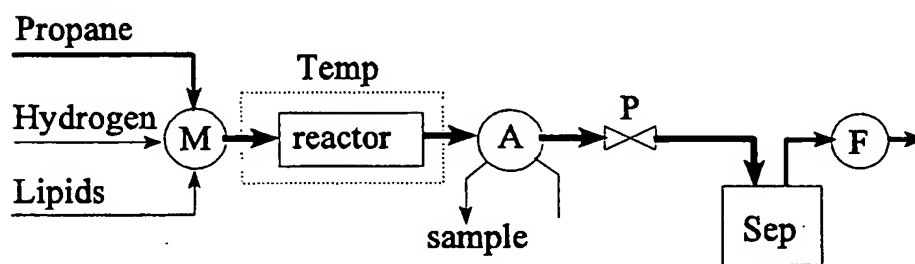 Propane
Temp
Hydrogen
M
reactor
A
P
F
Lipids
sample
Sep